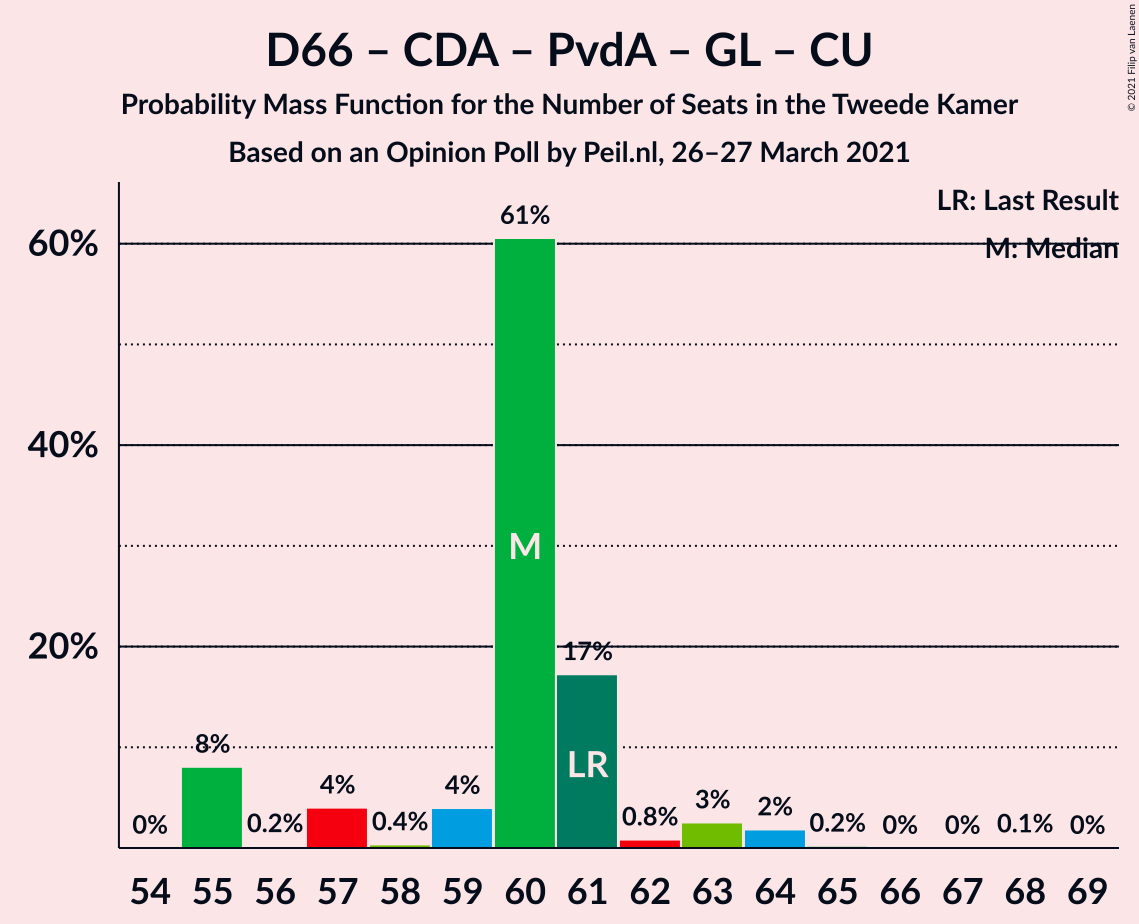 D66 – CDA – PvdA – GL – CU
Probability Mass Function for the Number of Seats in the Tweede Kamer
Based on an Opinion Poll by Peil.nl, 26–27 March 2021
© 2021 Filip van Laenen
LR: Last Result
M: Median
60%
40%
20%
0%
8%
0.2%
4%
0.4%
4%
61%
17%
0.8%
3%
2%
0.2%
0%
0%
0.1%
0%
M
LR
54 55 56 57 58 59 60 61 62 63 64 65 66 67 68 69